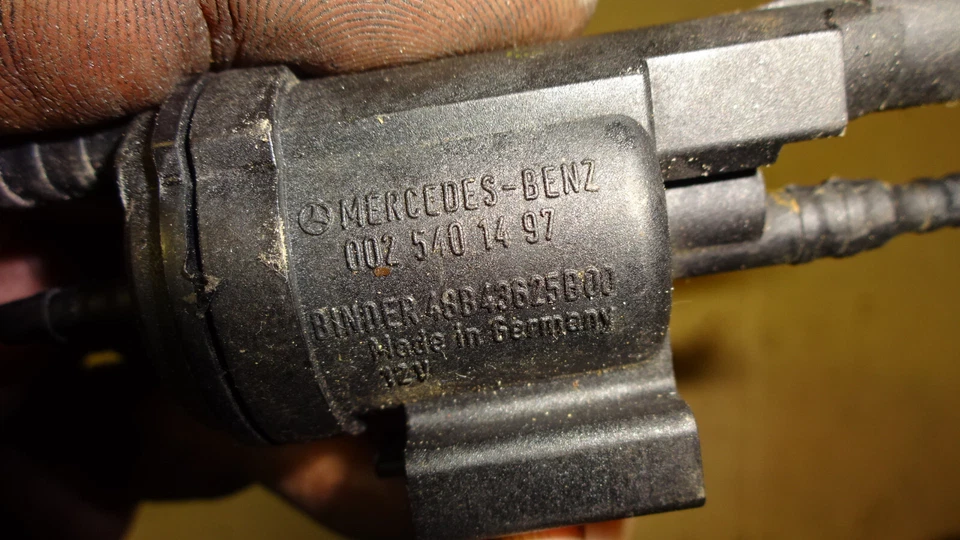 MERCEDES-BENZ
002 540 14 97
BINDER 48B43625B00
Made in Germany
12V